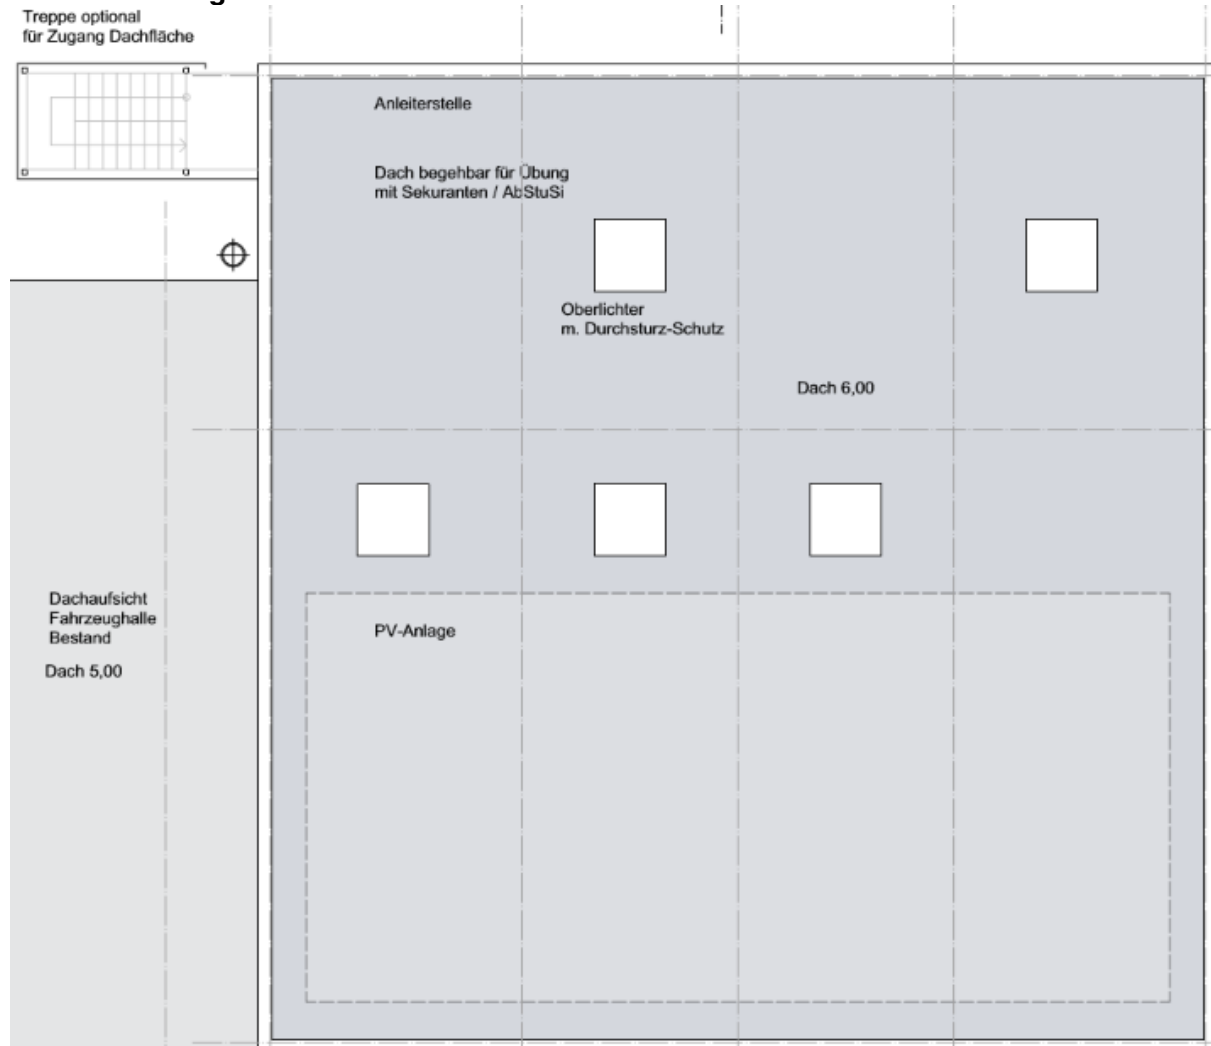 Treppe optional
für Zugang Dachfläche
Anleiterstelle
Dach begehbar für Übung
mit Sekuranten / AbStuSi
Oberlichter
m. Durchsturz-Schutz
Dach 6,00
Dachaufsicht
Fahrzeughalle
Bestand
Dach 5,00
PV-Anlage